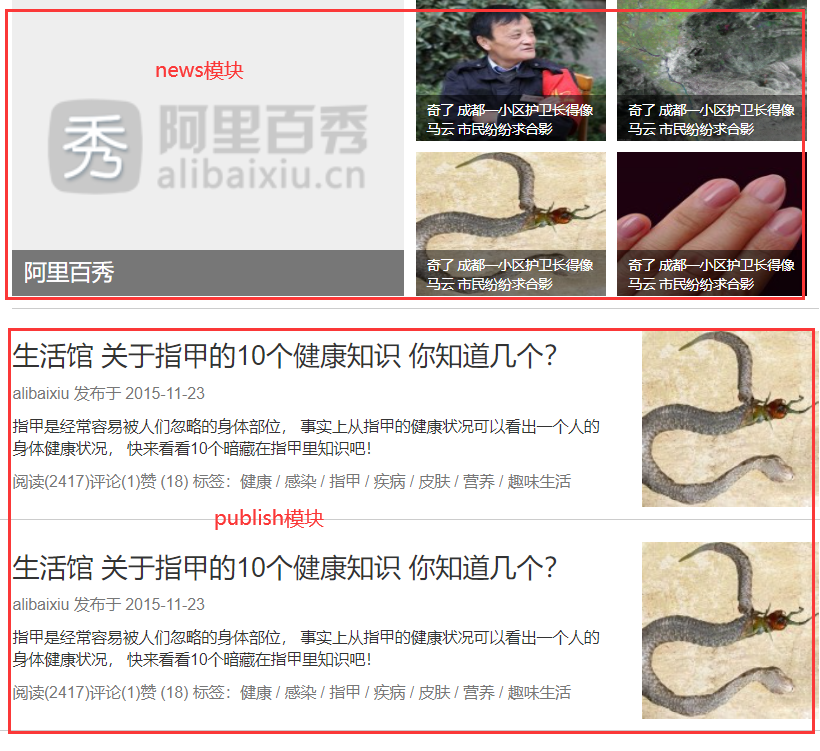 news模块
秀 阿里百秀
alibaixiu.cn
阿里百秀
奇了 成都一小区护卫长得像
马云 市民纷纷求合影
奇了 成都一小区护卫长得像
马云 市民纷纷求合影
奇了 成都一小区护卫长得像
马云 市民纷纷求合影
奇了 成都一小区护卫长得像
马云 市民纷纷求合影
生活馆 关于指甲的10个健康知识 你知道几个？
alibaixiu 发布于 2015-11-23
指甲是经常容易被人们忽略的身体部位， 事实上从指甲的健康状况可以看出一个人的
身体健康状况， 快来看看10个暗藏在指甲里知识吧！
阅读(2417)评论(1)赞 (18) 标签：健康 / 感染 / 指甲 / 疾病 / 皮肤 / 营养 / 趣味生活
publish模块
生活馆 关于指甲的10个健康知识 你知道几个？
alibaixiu 发布于 2015-11-23
指甲是经常容易被人们忽略的身体部位， 事实上从指甲的健康状况可以看出一个人的
身体健康状况， 快来看看10个暗藏在指甲里知识吧！
阅读(2417)评论(1)赞 (18) 标签：健康 / 感染 / 指甲 / 疾病 / 皮肤 / 营养 / 趣味生活